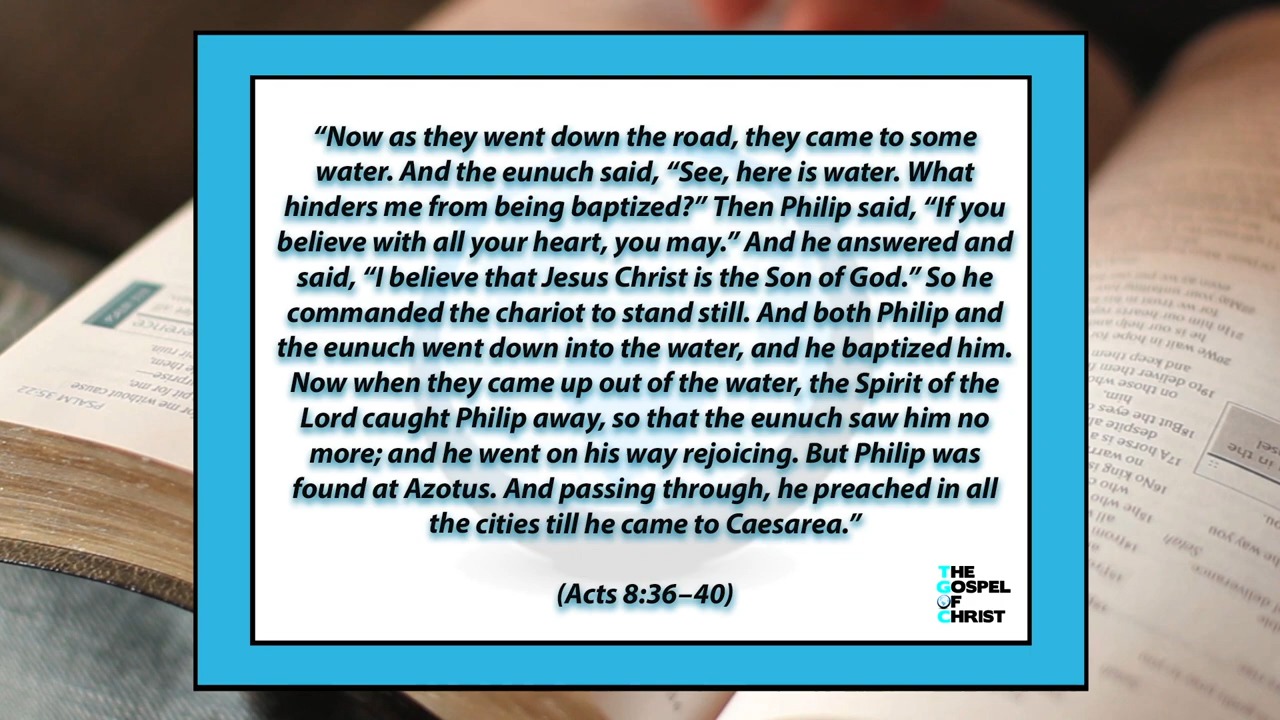 “Now as they went down the road, they came to some
water. And the eunuch said, “See, here is water. What
hinders me from being baptized?” Then Philip said, “If you
believe with all your heart, you may.” And he answered and
said, “I believe that Jesus Christ is the Son of God.” So he
commanded the chariot to stand still. And both Philip and
the eunuch went down into the water, and he baptized him.
Now when they came up out of the water, the Spirit of the
Lord caught Philip away, so that the eunuch saw him no
more; and he went on his way rejoicing. But Philip was
found at Azotus. And passing through, he preached in all
the cities till he came to Caesarea.”
(Acts 8:36–40)
THE
GOSPEL
OF
CHRIST
PSALM 35:22